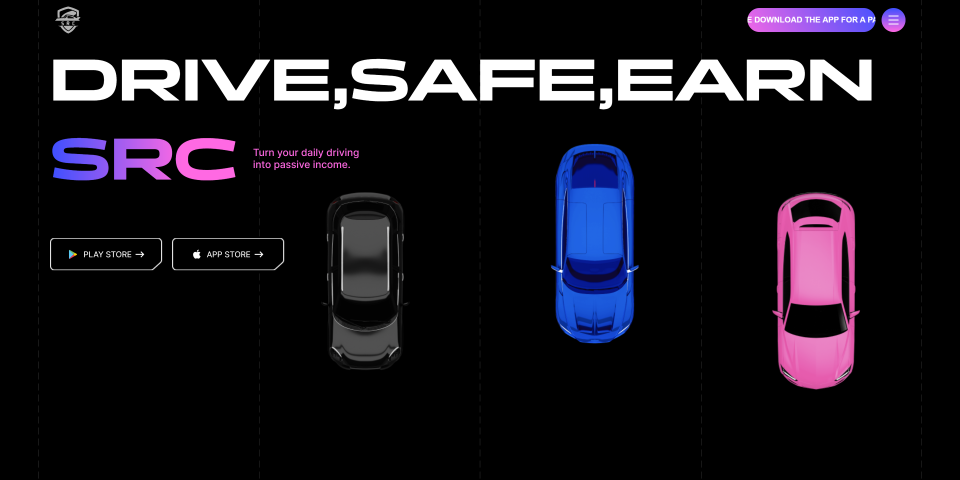 SRC
E DOWNLOAD THE APP FOR A PA
DRIVE,SAFE,EARN
SRC
Turn your daily driving
into passive income.
PLAY STORE →
APP STORE →